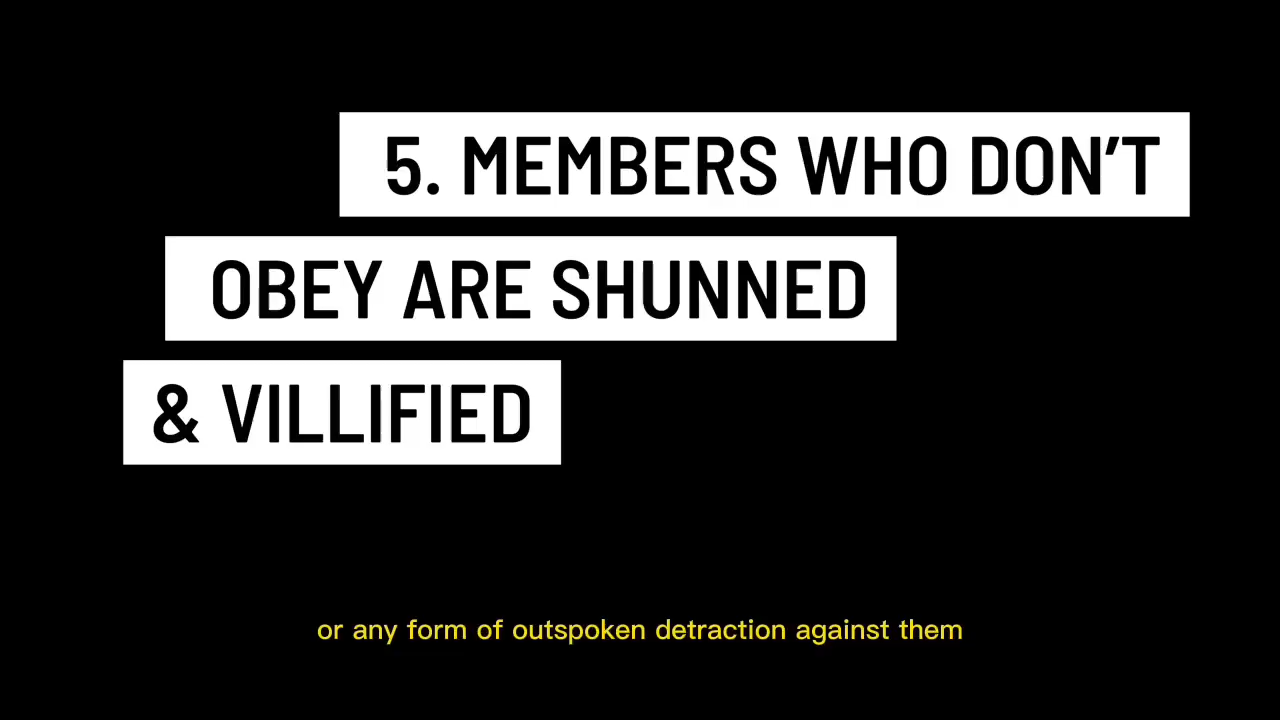 5. MEMBERS WHO DON’T
OBEY ARE SHUNNED
& VILLIFIED
or any form of outspoken detraction against them